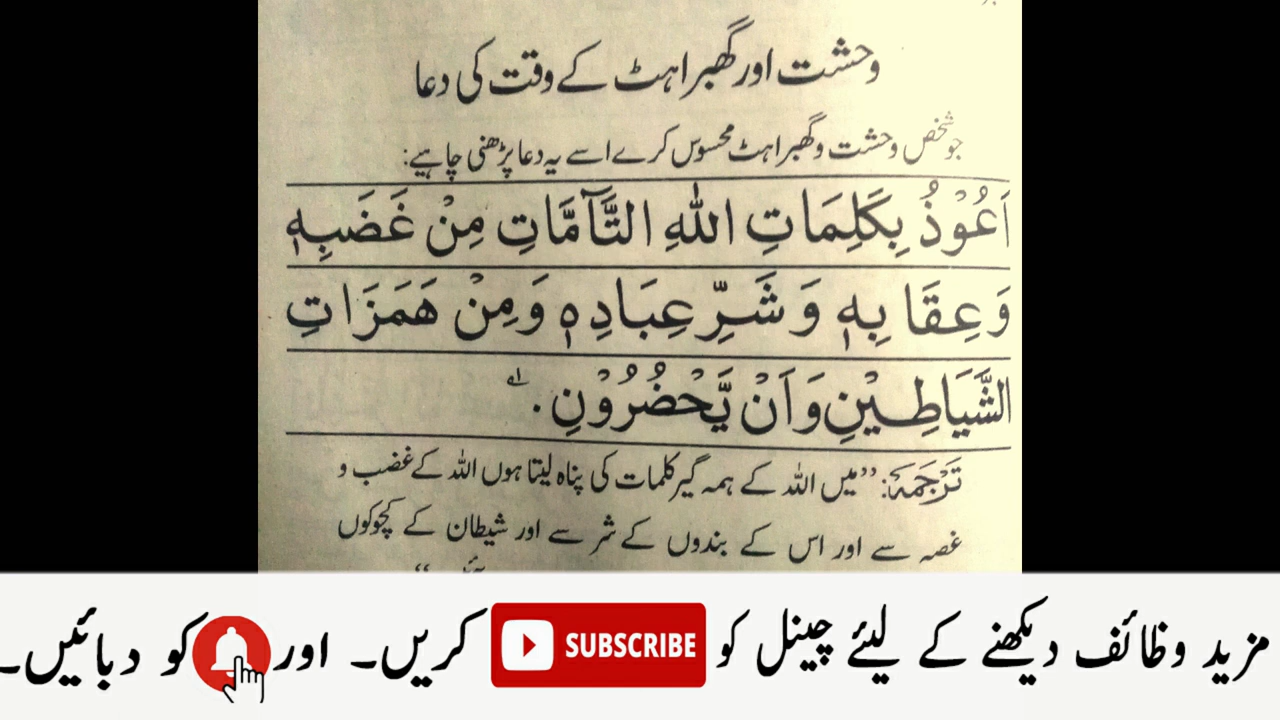 وحشت اور گھبراہٹ کے وقت کی دعا
جو شخص وحشت و گھبراہٹ محسوس کرے اسے یہ دعا پڑھنی چاہیے:
اَعُوْذُ بِکَلِمَاتِ اللّٰهِ التَّآمَّاتِ مِنْ غَضَبِهٖ
وَعِقَابِهٖ وَشَرِّ عِبَادِهٖ وَمِنْ هَمَزَاتِ
الشَّيَاطِيْنِ وَاَنْ يَّحْضُرُوْنِ . ؎۱
تَرجَمَہ: ”میں اللہ کے ہمہ گیر کلمات کی پناہ لیتا ہوں اللہ کے غضب و
غصہ سے اور اس کے بندوں کے شر سے اور شیطان کے کچوکوں
مزید وظائف دیکھنے کے لیئے چینل کو SUBSCRIBE کریں۔ اور کو دبائیں۔